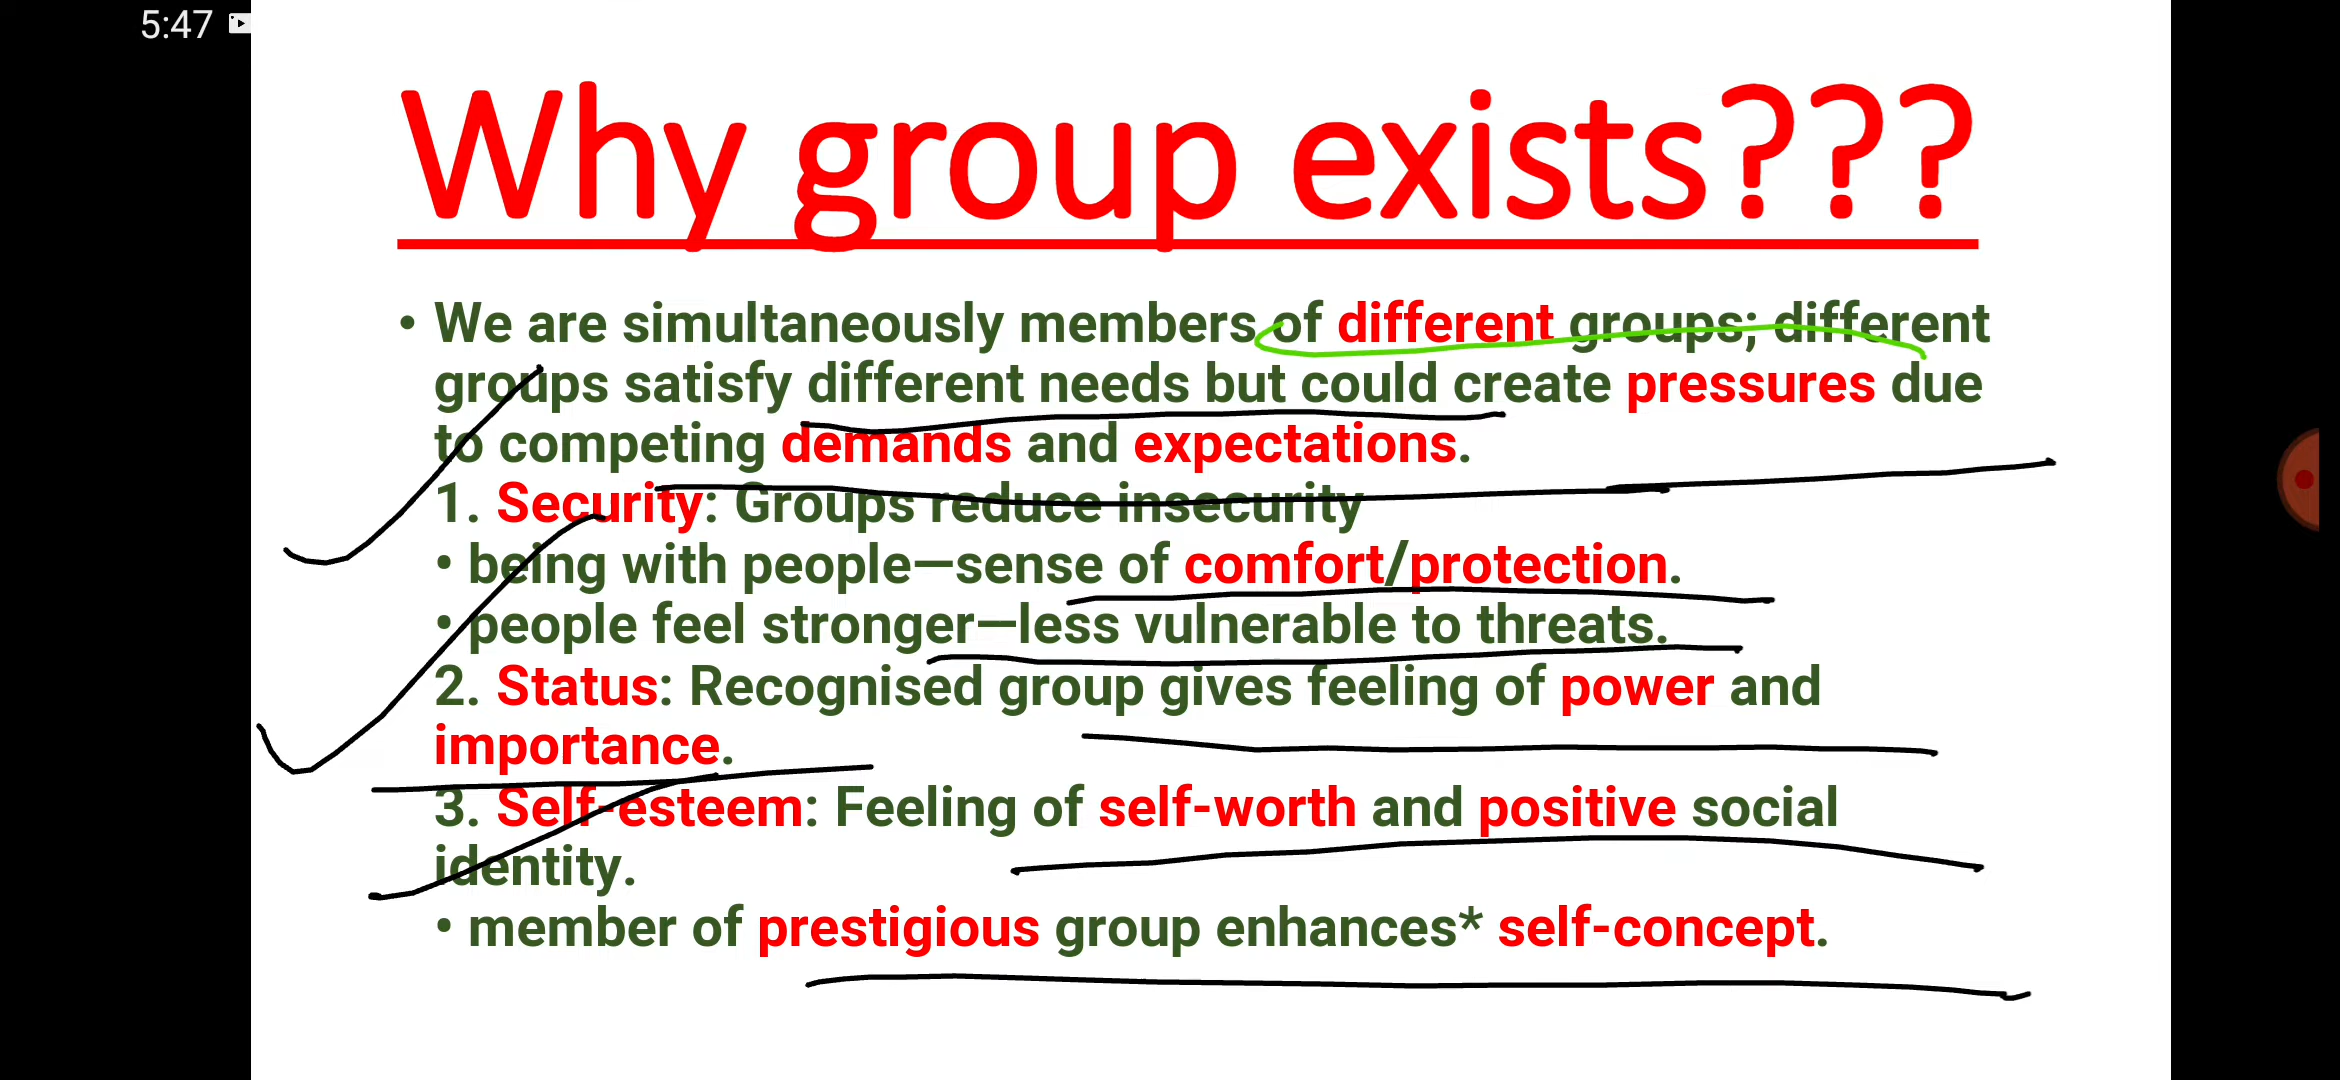 5:47
Why group exists???
• We are simultaneously members of different groups; different
groups satisfy different needs but could create pressures due
to competing demands and expectations.
1. Security: Groups reduce insecurity
• being with people—sense of comfort/protection.
• people feel stronger—less vulnerable to threats.
2. Status: Recognised group gives feeling of power and
importance.
3. Self-esteem: Feeling of self-worth and positive social
identity.
• member of prestigious group enhances* self-concept.